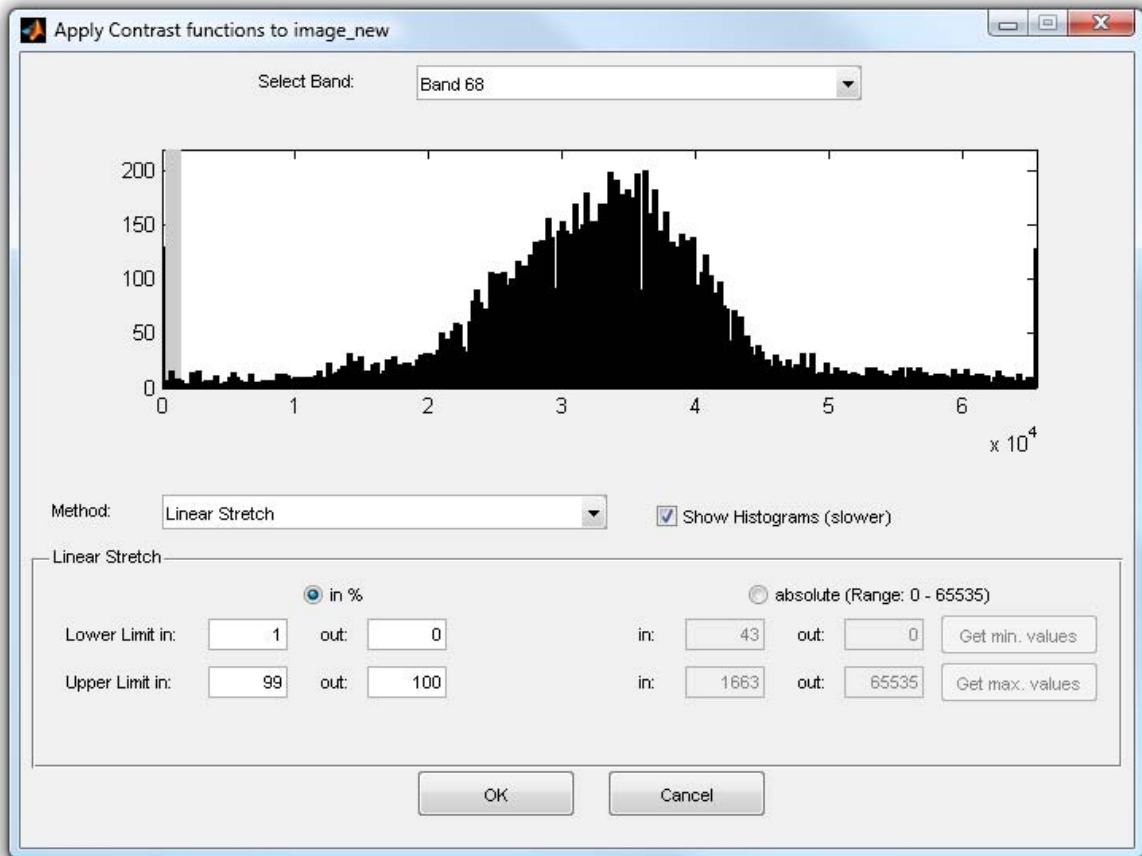 Apply Contrast functions to image_new
Select Band: Band 68
200
150
100
50
0
0 1 2 3 4 5 6
x 10^4
Method: Linear Stretch Show Histograms (slower)
Linear Stretch
in % absolute (Range: 0 - 65535)
Lower Limit in: 1 out: 0 in: 43 out: 0 Get min. values
Upper Limit in: 99 out: 100 in: 1663 out: 65535 Get max. values
OK Cancel